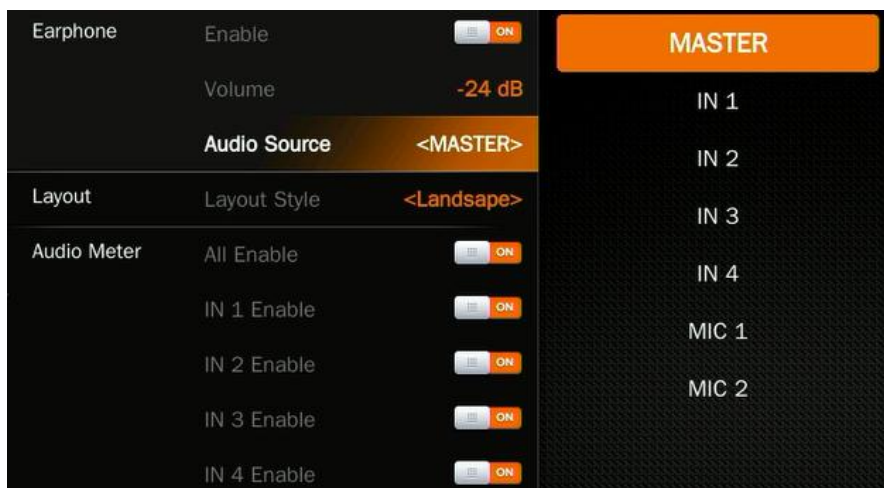 Earphone Enable ON
Volume -24 dB
Audio Source <MASTER>
Layout Layout Style <Landsape>
Audio Meter All Enable ON
IN 1 Enable ON
IN 2 Enable ON
IN 3 Enable ON
IN 4 Enable ON
MASTER
IN 1
IN 2
IN 3
IN 4
MIC 1
MIC 2